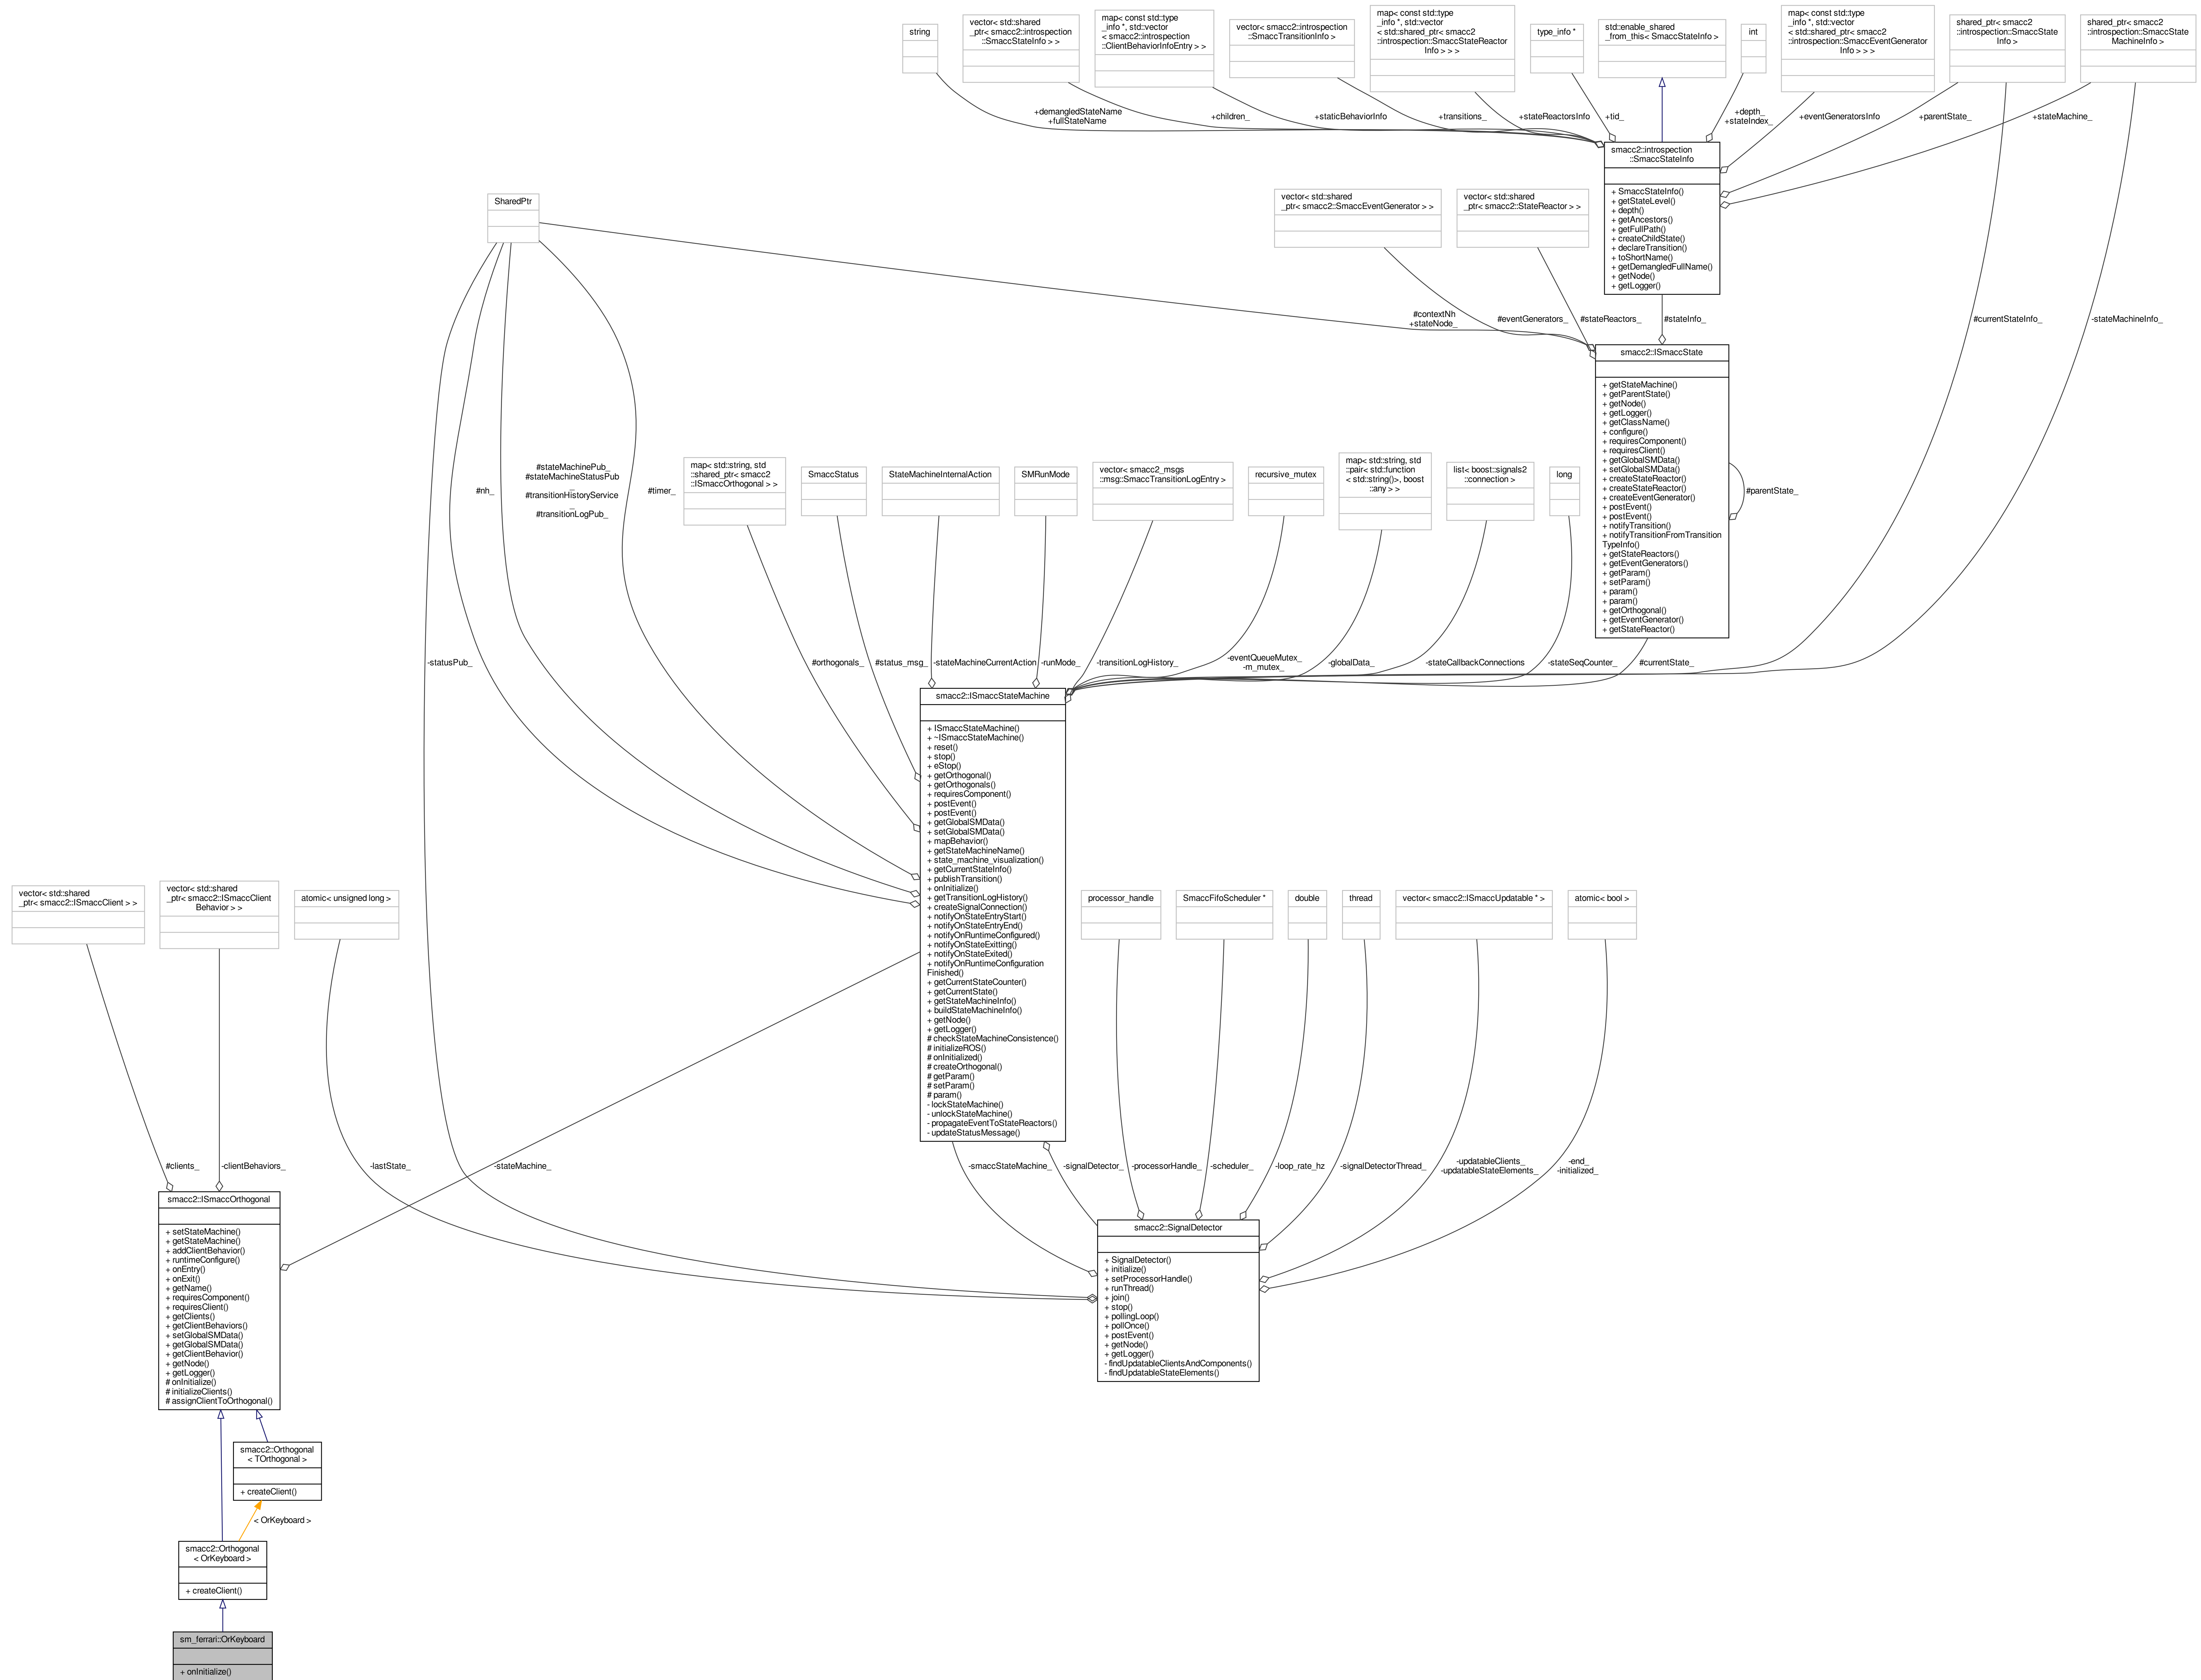 string
vector< std::shared
_ptr< smacc2::introspection
::SmaccStateInfo > >
map< const std::type
_info *, std::vector
< smacc2::introspection
::ClientBehaviorInfoEntry > >
vector< smacc2::introspection
::SmaccTransitionInfo >
map< const std::type
_info *, std::vector
< std::shared_ptr< smacc2
::introspection::SmaccStateReactor
Info > > >
type_info *
std::enable_shared
_from_this< SmaccStateInfo >
int
map< const std::type
_info *, std::vector
< std::shared_ptr< smacc2
::introspection::SmaccEventGenerator
Info > > >
shared_ptr< smacc2
::introspection::SmaccState
Info >
shared_ptr< smacc2
::introspection::SmaccState
MachineInfo >
+demangledStateName
+fullStateName
+children_
+staticBehaviorInfo
+transitions_
+stateReactorsInfo
+tid_
+depth_
+stateIndex_
+eventGeneratorsInfo
+parentState_
+stateMachine_
smacc2::introspection
::SmaccStateInfo
+ SmaccStateInfo()
+ getStateLevel()
+ depth()
+ getAncestors()
+ getFullPath()
+ createChildState()
+ declareTransition()
+ toShortName()
+ getDemangledFullName()
+ getNode()
+ getLogger()
SharedPtr
vector< std::shared
_ptr< smacc2::SmaccEventGenerator > >
vector< std::shared
_ptr< smacc2::StateReactor > >
#contextNh
+stateNode_
#eventGenerators_
#stateReactors_
#stateInfo_
#currentStateInfo_
-stateMachineInfo_
smacc2::ISmaccState
+ getStateMachine()
+ getParentState()
+ getNode()
+ getLogger()
+ getClassName()
+ configure()
+ requiresComponent()
+ requiresClient()
+ getGlobalSMData()
+ setGlobalSMData()
+ createStateReactor()
+ createStateReactor()
+ createEventGenerator()
+ postEvent()
+ postEvent()
+ notifyTransition()
+ notifyTransitionFromTransition
TypeInfo()
+ getStateReactors()
+ getEventGenerators()
+ getParam()
+ setParam()
+ param()
+ param()
+ getOrthogonal()
+ getEventGenerator()
+ getStateReactor()
#parentState_
#nh_
#stateMachinePub_
#stateMachineStatusPub
_
#transitionHistoryService
_
#transitionLogPub_
#timer_
map< std::string, std
::shared_ptr< smacc2
::ISmaccOrthogonal > >
SmaccStatus
StateMachineInternalAction
SMRunMode
vector< smacc2_msgs
::msg::SmaccTransitionLogEntry >
recursive_mutex
map< std::string, std
::pair< std::function
< std::string()>, boost
::any > >
list< boost::signals2
::connection >
long
-statusPub_
#orthogonals_
#status_msg_
-stateMachineCurrentAction
-runMode_
-transitionLogHistory_
-eventQueueMutex_
-m_mutex_
-globalData_
-stateCallbackConnections
-stateSeqCounter_
#currentState_
smacc2::ISmaccStateMachine
+ ISmaccStateMachine()
+ ~ISmaccStateMachine()
+ reset()
+ stop()
+ eStop()
+ getOrthogonal()
+ getOrthogonals()
+ requiresComponent()
+ postEvent()
+ postEvent()
+ getGlobalSMData()
+ setGlobalSMData()
+ mapBehavior()
+ getStateMachineName()
+ state_machine_visualization()
+ getCurrentStateInfo()
+ publishTransition()
+ onInitialize()
+ getTransitionLogHistory()
+ createSignalConnection()
+ notifyOnStateEntryStart()
+ notifyOnStateEntryEnd()
+ notifyOnRuntimeConfigured()
+ notifyOnStateExitting()
+ notifyOnStateExited()
+ notifyOnRuntimeConfiguration
Finished()
+ getCurrentStateCounter()
+ getCurrentState()
+ getStateMachineInfo()
+ buildStateMachineInfo()
+ getNode()
+ getLogger()
# checkStateMachineConsistence()
# initializeROS()
# onInitialized()
# createOrthogonal()
# getParam()
# setParam()
# param()
- lockStateMachine()
- unlockStateMachine()
- propagateEventToStateReactors()
- updateStatusMessage()
vector< std::shared
_ptr< smacc2::ISmaccClient > >
vector< std::shared
_ptr< smacc2::ISmaccClient
Behavior > >
atomic< unsigned long >
processor_handle
SmaccFifoScheduler *
double
thread
vector< smacc2::ISmaccUpdatable * >
atomic< bool >
#clients_
-clientBehaviors_
-lastState_
-stateMachine_
-smaccStateMachine_
-signalDetector_
-processorHandle_
-scheduler_
-loop_rate_hz
-signalDetectorThread_
-updatableClients_
-updatableStateElements_
-end_
-initialized_
smacc2::ISmaccOrthogonal
+ setStateMachine()
+ getStateMachine()
+ addClientBehavior()
+ runtimeConfigure()
+ onEntry()
+ onExit()
+ getName()
+ requiresComponent()
+ requiresClient()
+ getClients()
+ getClientBehaviors()
+ setGlobalSMData()
+ getGlobalSMData()
+ getClientBehavior()
+ getNode()
+ getLogger()
# onInitialize()
# initializeClients()
# assignClientToOrthogonal()
smacc2::SignalDetector
+ SignalDetector()
+ initialize()
+ setProcessorHandle()
+ runThread()
+ join()
+ stop()
+ pollingLoop()
+ pollOnce()
+ postEvent()
+ getNode()
+ getLogger()
- findUpdatableClientsAndComponents()
- findUpdatableStateElements()
smacc2::Orthogonal
< TOrthogonal >
+ createClient()
< OrKeyboard >
smacc2::Orthogonal
< OrKeyboard >
+ createClient()
sm_ferrari::OrKeyboard
+ onInitialize()